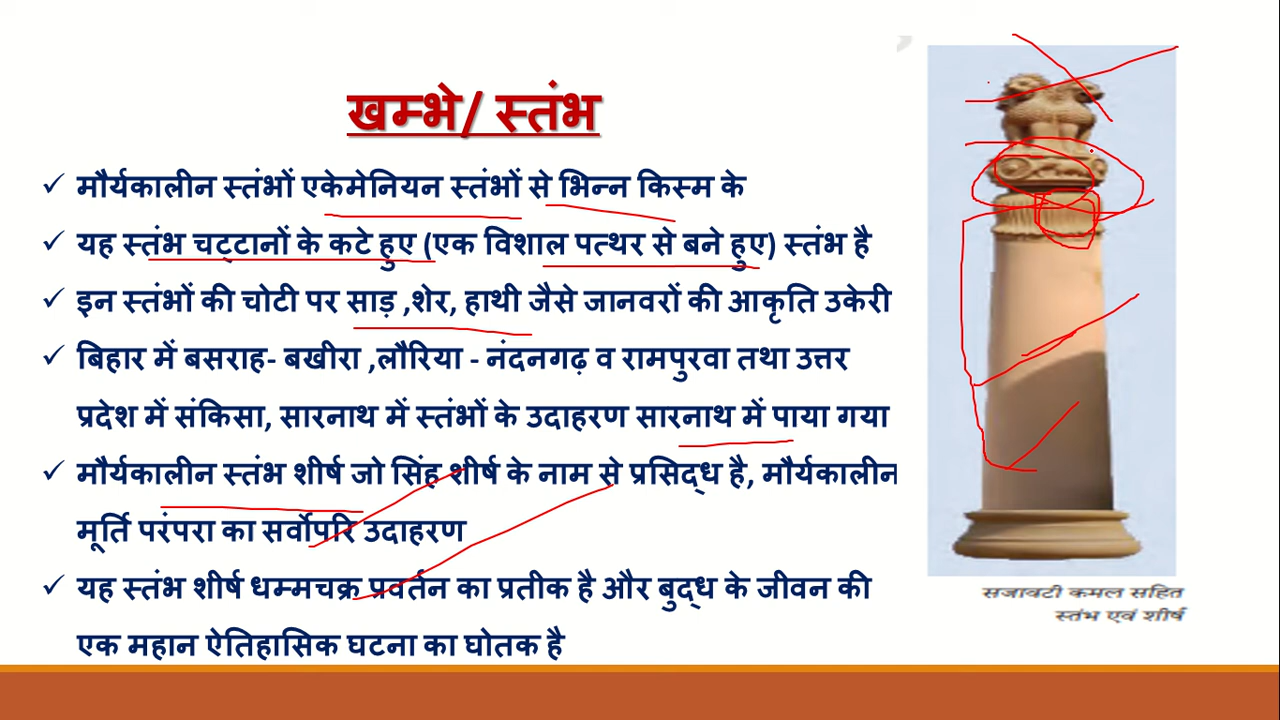 खम्भे/ स्तंभ
✓ मौर्यकालीन स्तंभों एकेमेनियन स्तंभों से भिन्न किस्म के
✓ यह स्तंभ चट्टानों के कटे हुए (एक विशाल पत्थर से बने हुए) स्तंभ है
✓ इन स्तंभों की चोटी पर साड़ ,शेर, हाथी जैसे जानवरों की आकृति उकेरी
✓ बिहार में बसराह- बखीरा ,लौरिया - नंदनगढ़ व रामपुरवा तथा उत्तर
प्रदेश में संकिसा, सारनाथ में स्तंभों के उदाहरण सारनाथ में पाया गया
✓ मौर्यकालीन स्तंभ शीर्ष जो सिंह शीर्ष के नाम से प्रसिद्ध है, मौर्यकालीन
मूर्ति परंपरा का सर्वोपरि उदाहरण
✓ यह स्तंभ शीर्ष धम्मचक्र प्रवर्तन का प्रतीक है और बुद्ध के जीवन की
एक महान ऐतिहासिक घटना का घोतक है
सजावटी कमल सहित
स्तंभ एवं शीर्ष